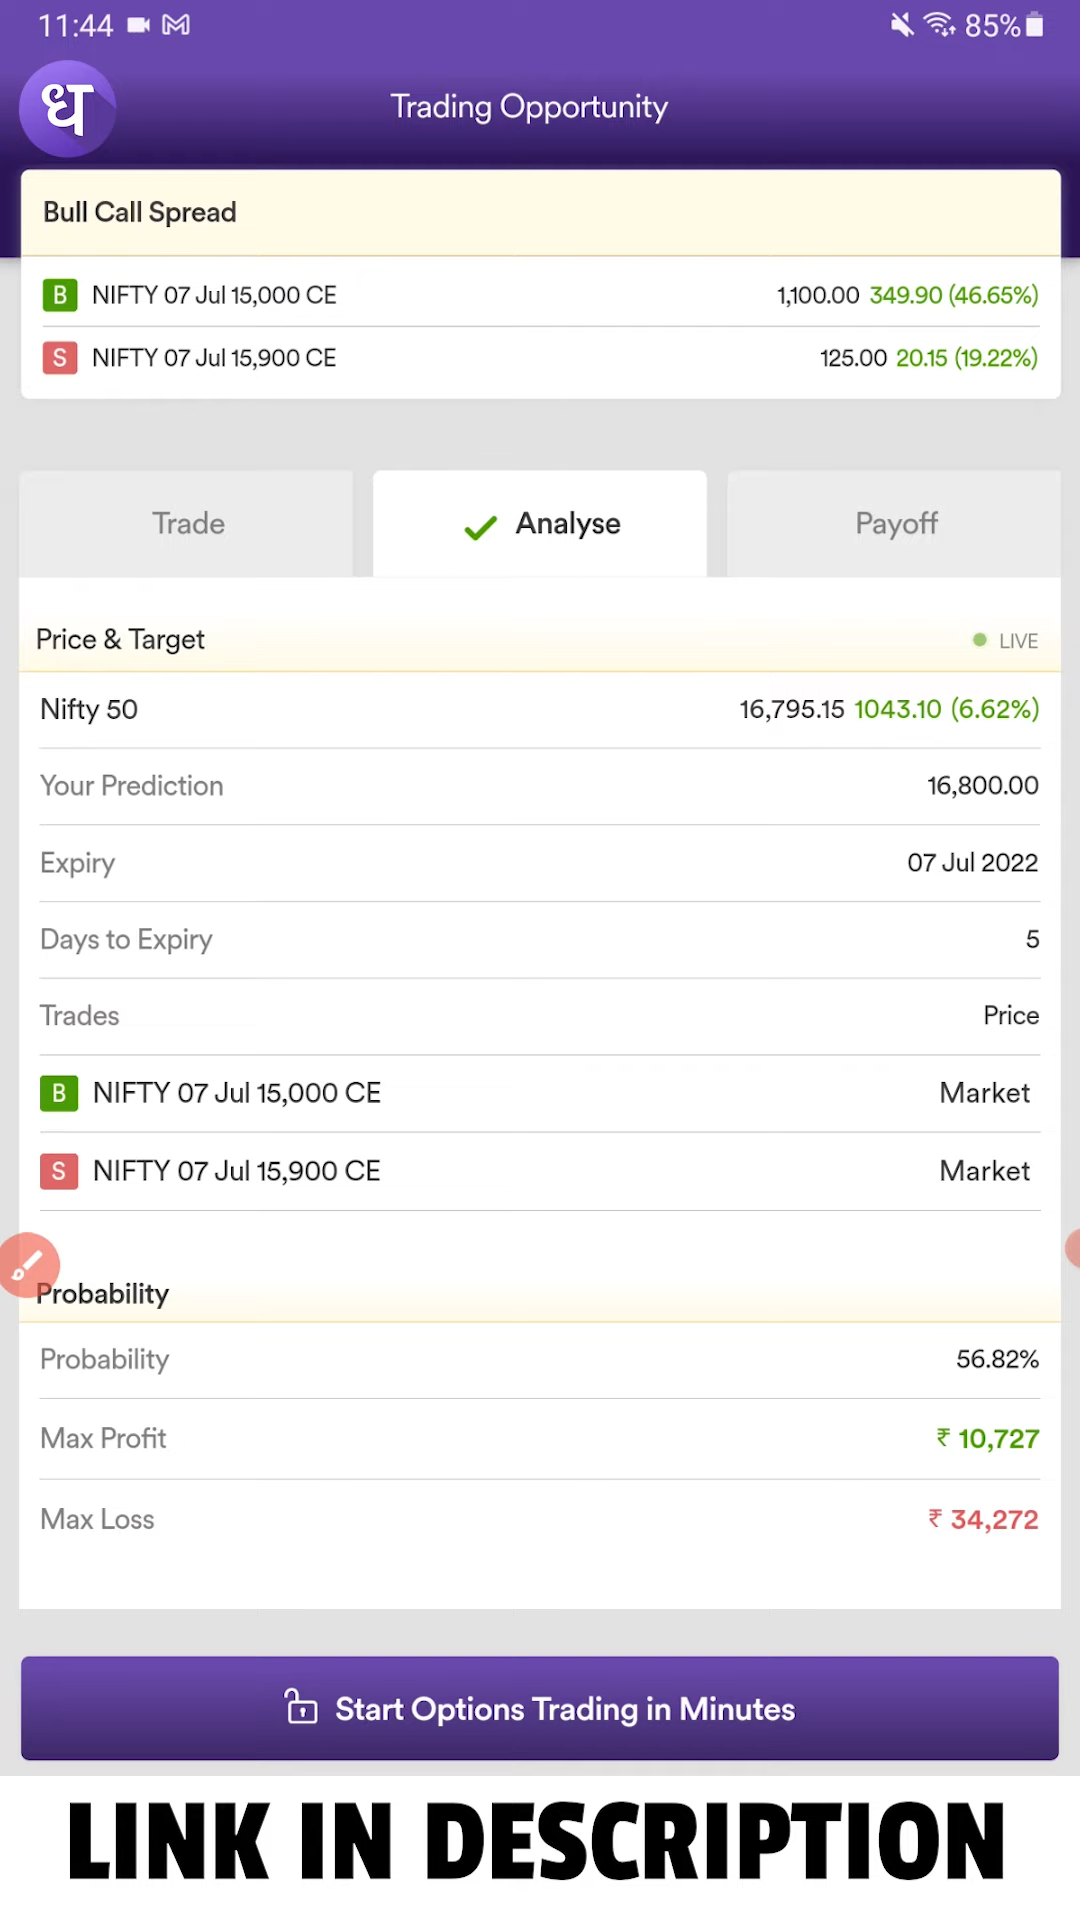 11:44 85%
ध
Trading Opportunity
Bull Call Spread
B NIFTY 07 Jul 15,000 CE 1,100.00 349.90 (46.65%)
S NIFTY 07 Jul 15,900 CE 125.00 20.15 (19.22%)
Trade Analyse Payoff
Price & Target LIVE
Nifty 50 16,795.15 1043.10 (6.62%)
Your Prediction 16,800.00
Expiry 07 Jul 2022
Days to Expiry 5
Trades Price
B NIFTY 07 Jul 15,000 CE Market
S NIFTY 07 Jul 15,900 CE Market
Probability
Probability 56.82%
Max Profit ₹ 10,727
Max Loss ₹ 34,272
Start Options Trading in Minutes
LINK IN DESCRIPTION